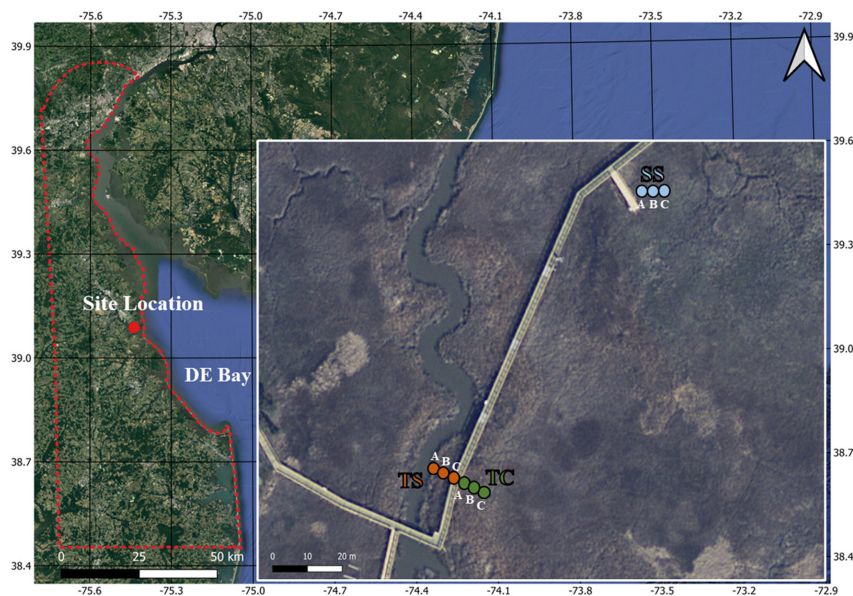 -75.6 -75.3 -75.0 -74.7 -74.4 -74.1 -73.8 -73.5 -73.2 -72.9
39.9 39.9
39.6 39.6
SS
A B C
39.3 39.3
Site Location
39.0 39.0
DE Bay
38.7 38.7
A B C
TS TC
A B C
0 25 50 km
0 10 20 m
38.4 38.4
-75.6 -75.3 -75.0 -74.7 -74.4 -74.1 -73.8 -73.5 -73.2 -72.9